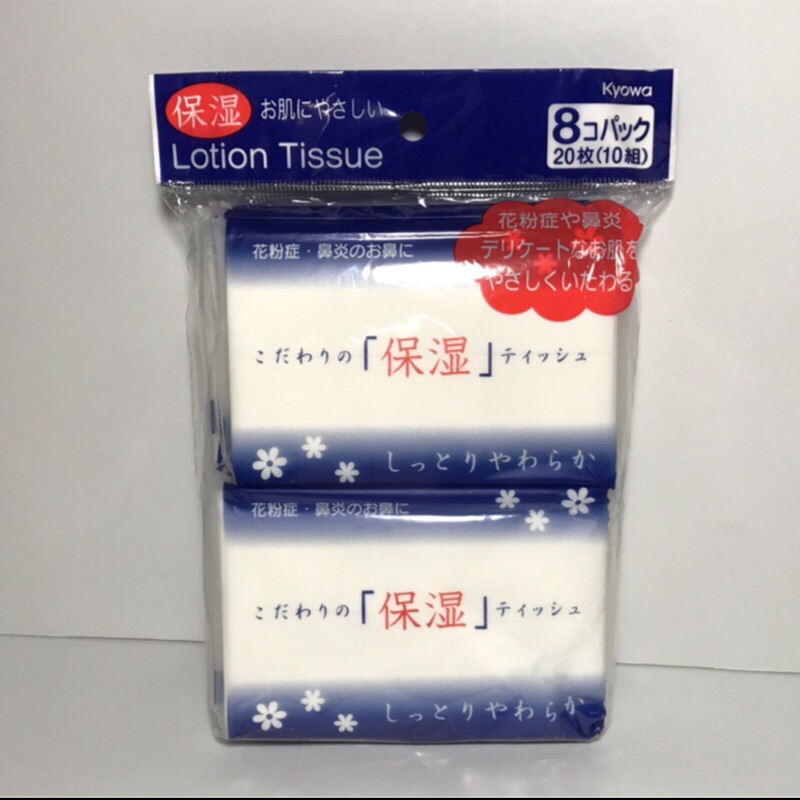 Kyowa
保湿 お肌にやさしい
Lotion Tissue
8コパック
20枚(10組)
花粉症や鼻炎
デリケートなお肌を
やさしくいたわる
花粉症・鼻炎のお鼻に
こだわりの「保湿」ティッシュ
しっとりやわらか
花粉症・鼻炎のお鼻に
こだわりの「保湿」ティッシュ
しっとりやわらか